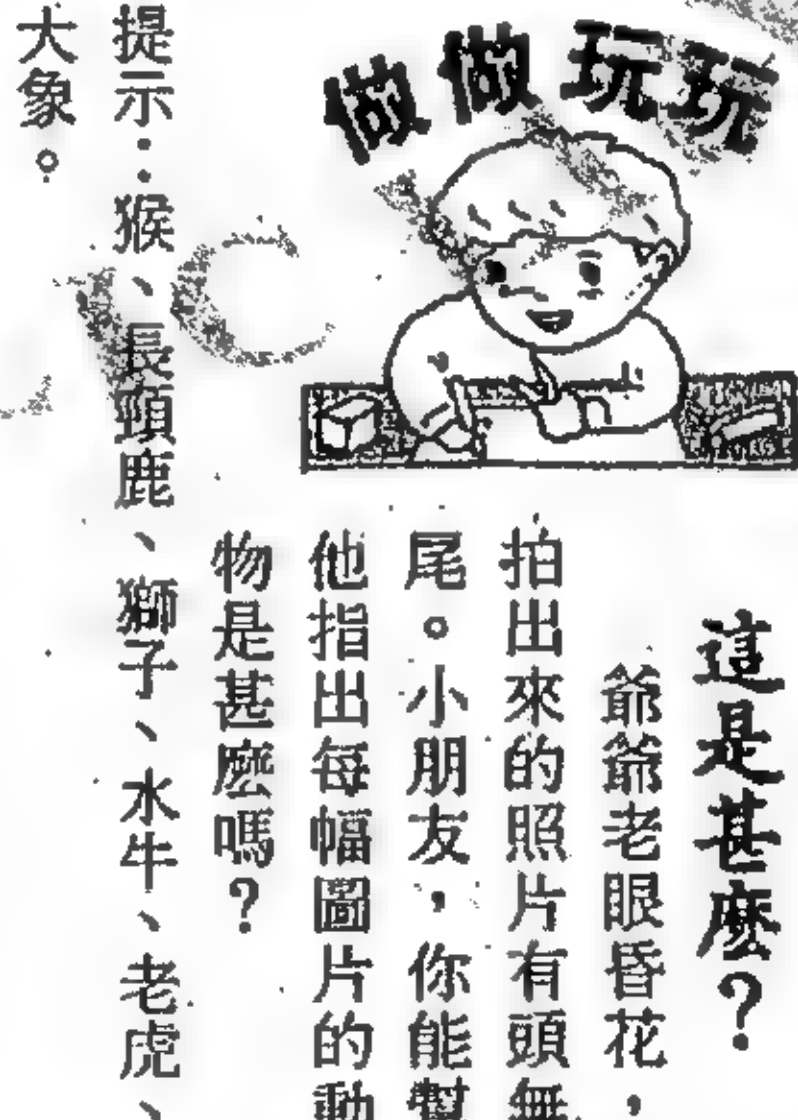 做做玩玩
這是甚麼？
爺爺老眼昏花，
拍出來的照片有頭無
尾。小朋友，你能幫
他指出每幅圖片的動
物是甚麼嗎？
提示：猴、長頸鹿、獅子、水牛、老虎、
大象。